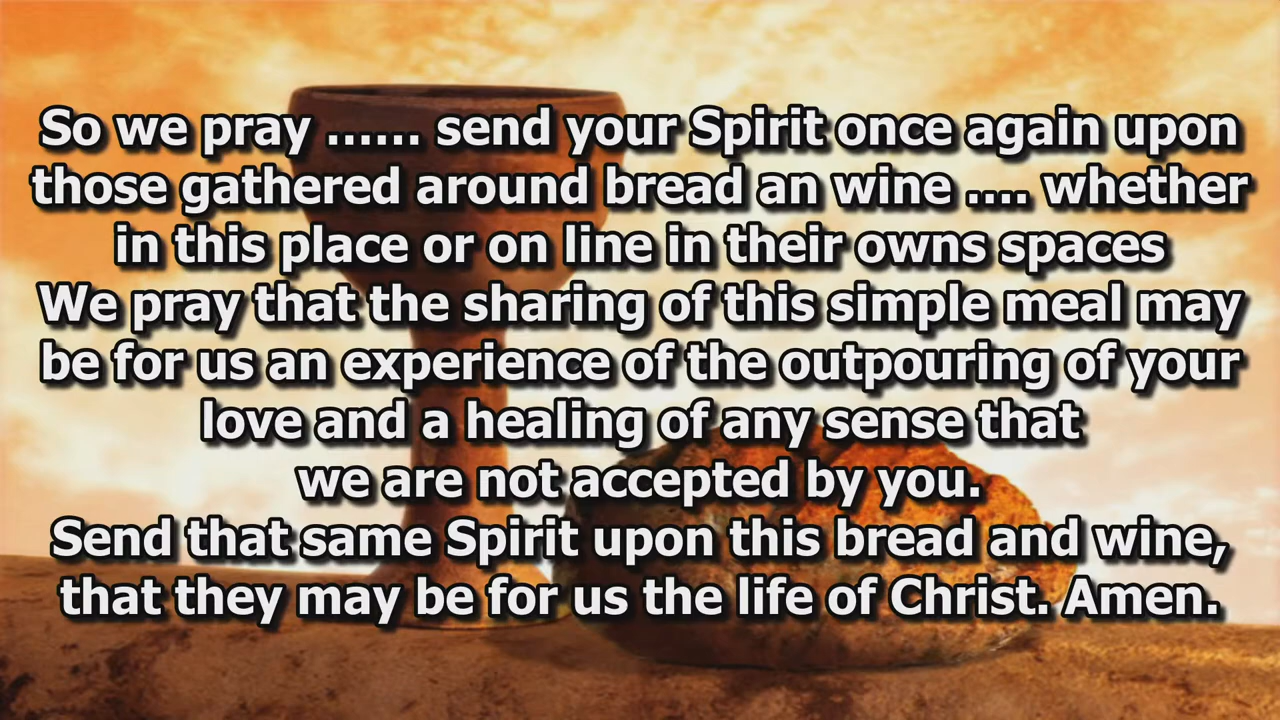 So we pray ...... send your Spirit once again upon
those gathered around bread an wine .... whether
in this place or on line in their owns spaces
We pray that the sharing of this simple meal may
be for us an experience of the outpouring of your
love and a healing of any sense that
we are not accepted by you.
Send that same Spirit upon this bread and wine,
that they may be for us the life of Christ. Amen.